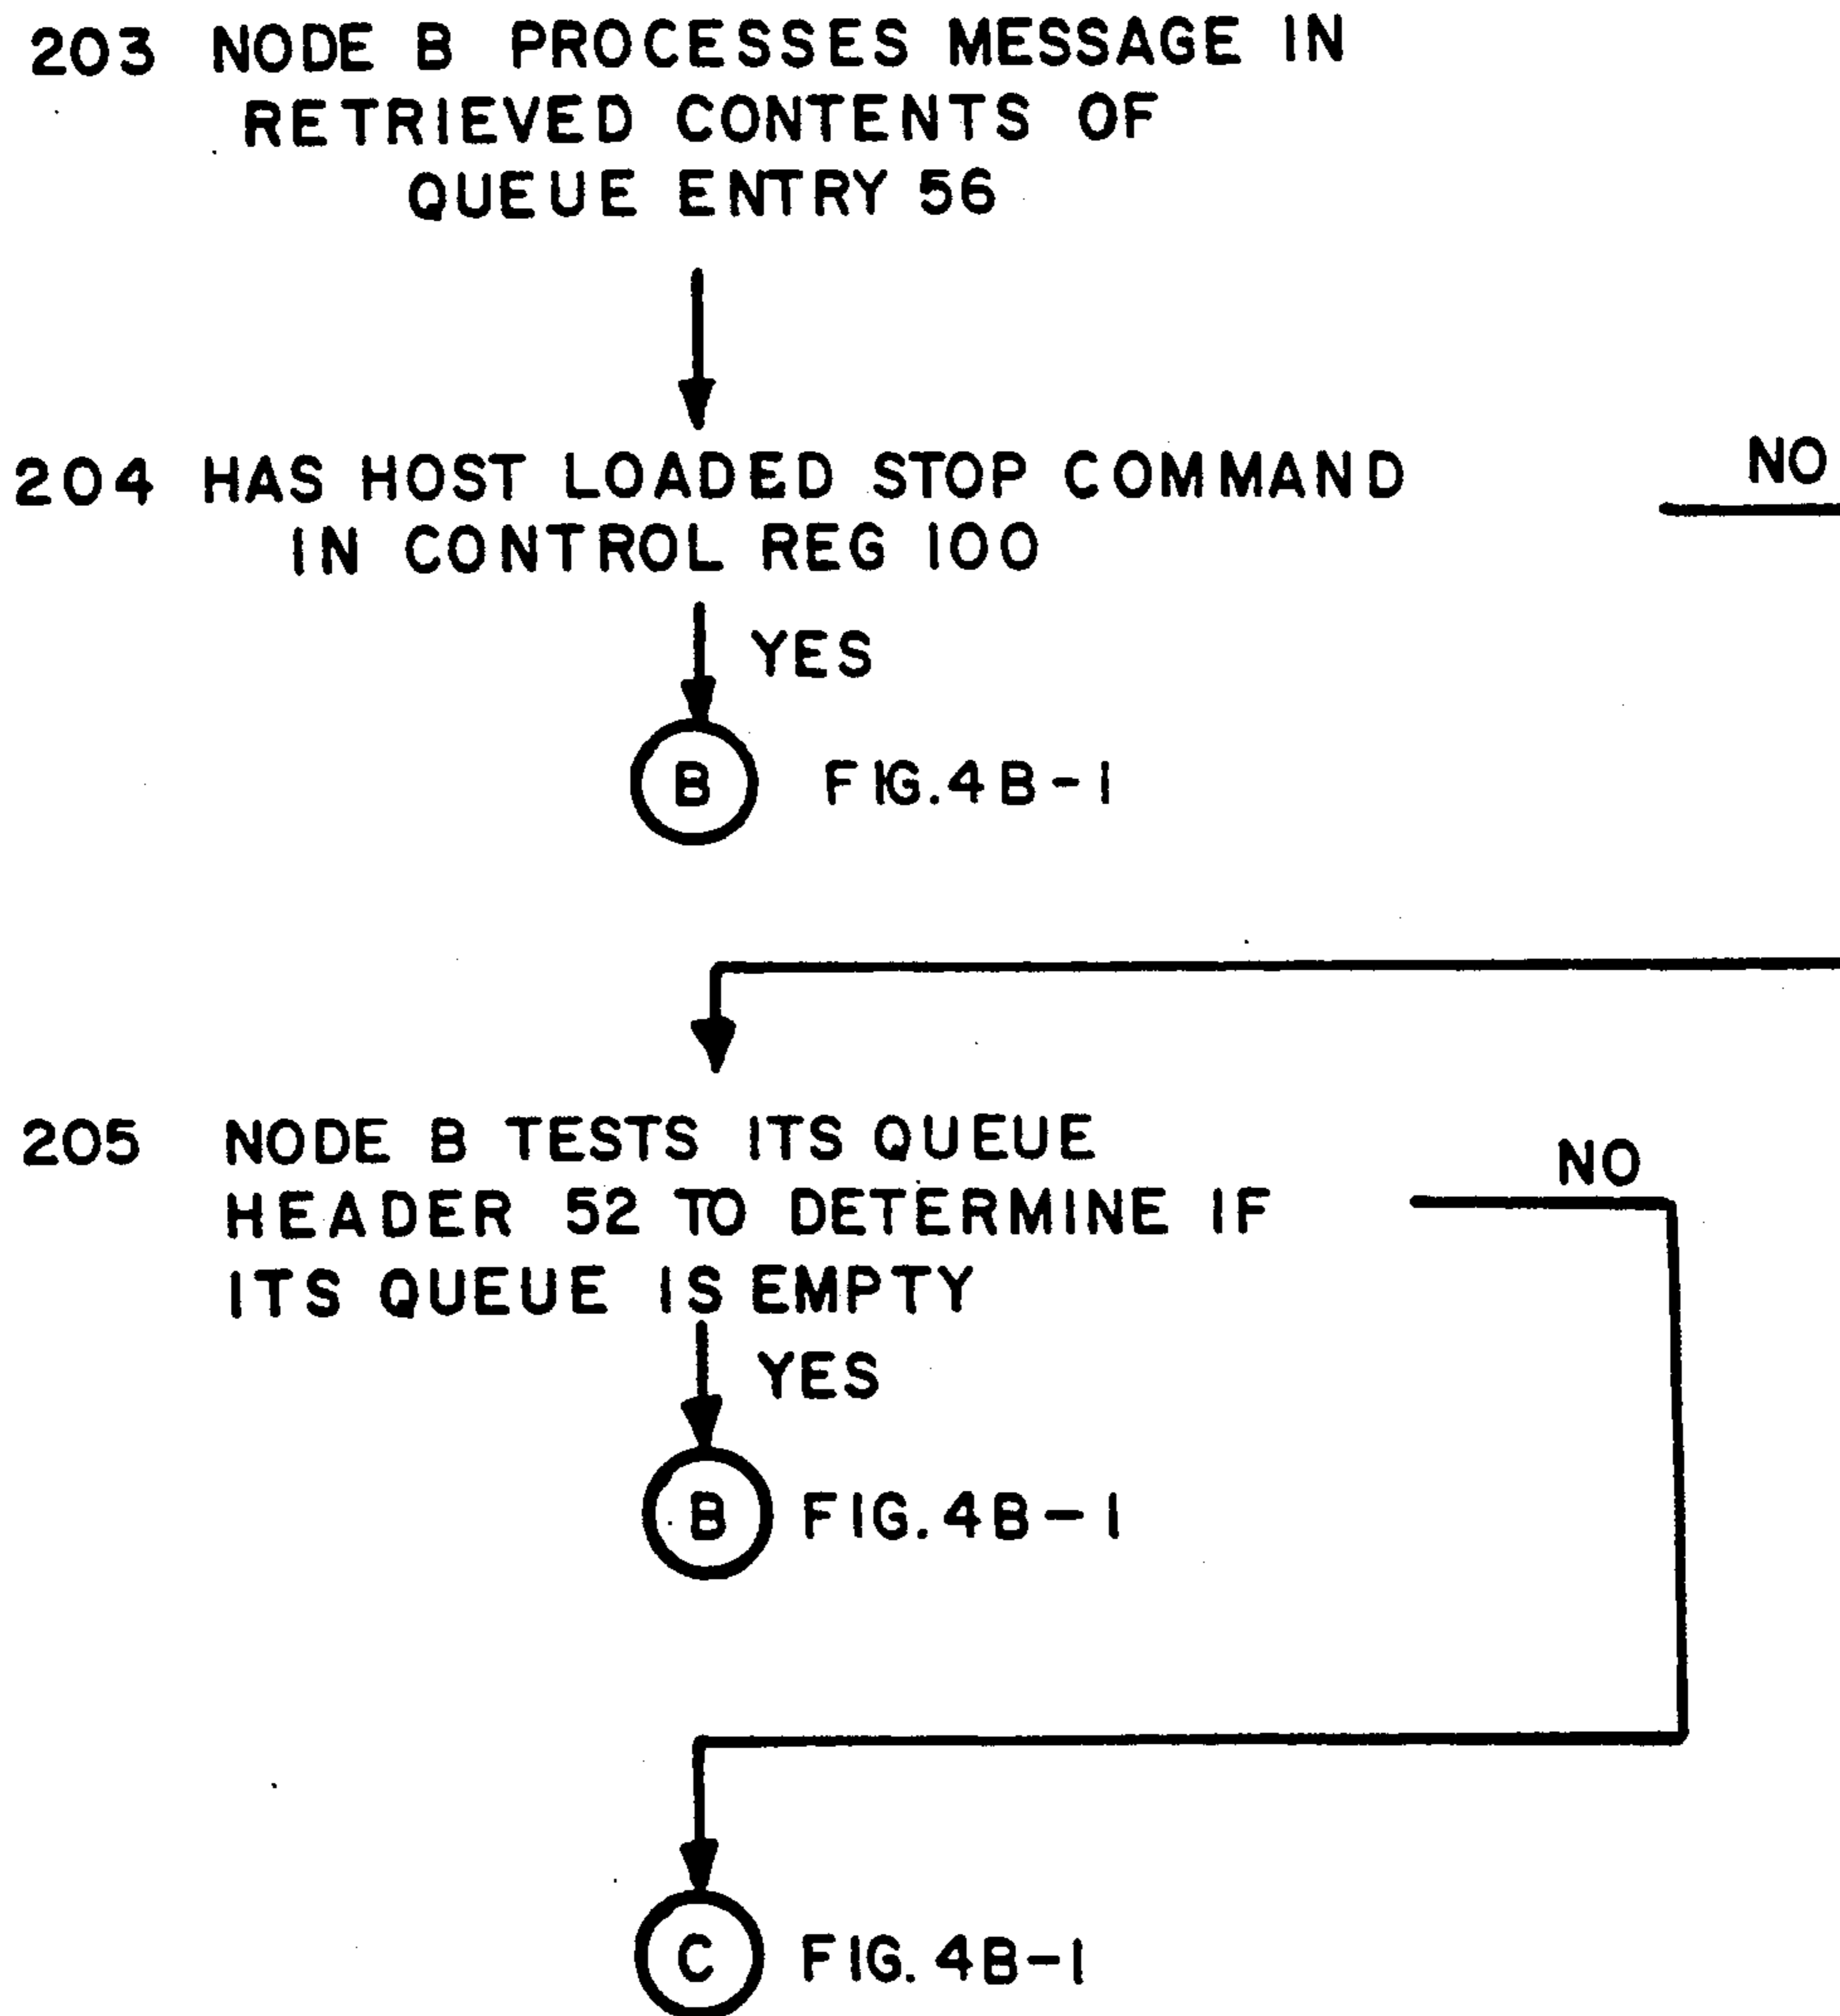 203 NODE B PROCESSES MESSAGE IN
RETRIEVED CONTENTS OF
QUEUE ENTRY 56
204 HAS HOST LOADED STOP COMMAND
IN CONTROL REG 100
NO
YES
B FIG.4B-1
205 NODE B TESTS ITS QUEUE
HEADER 52 TO DETERMINE IF
ITS QUEUE IS EMPTY
NO
YES
B FIG.4B-1
C FIG.4B-1